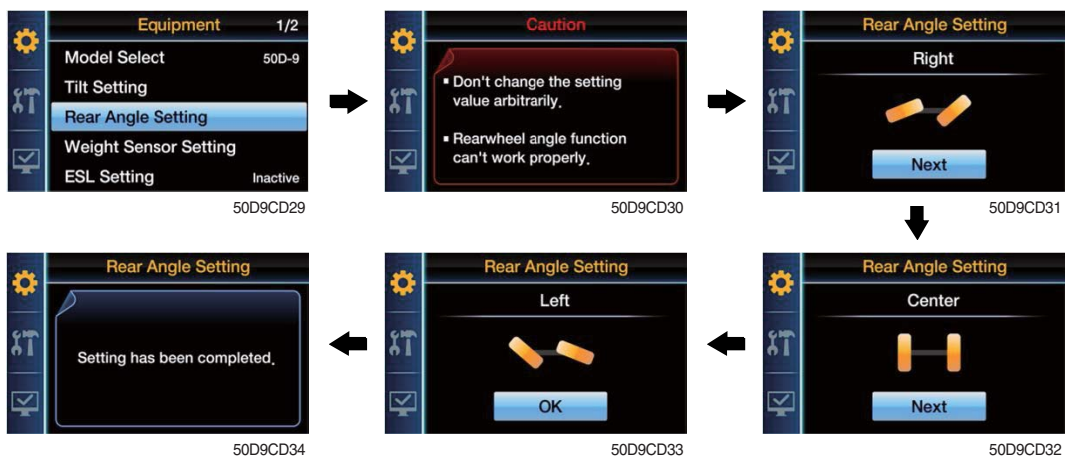 Equipment 1/2
Model Select 50D-9
Tilt Setting
Rear Angle Setting
Weight Sensor Setting
ESL Setting Inactive
50D9CD29
Caution
▪ Don't change the setting
value arbitrarily.
▪ Rearwheel angle function
can't work properly.
50D9CD30
Rear Angle Setting
Right
Next
50D9CD31
Rear Angle Setting
Center
Next
50D9CD32
Rear Angle Setting
Left
OK
50D9CD33
Rear Angle Setting
Setting has been completed.
50D9CD34